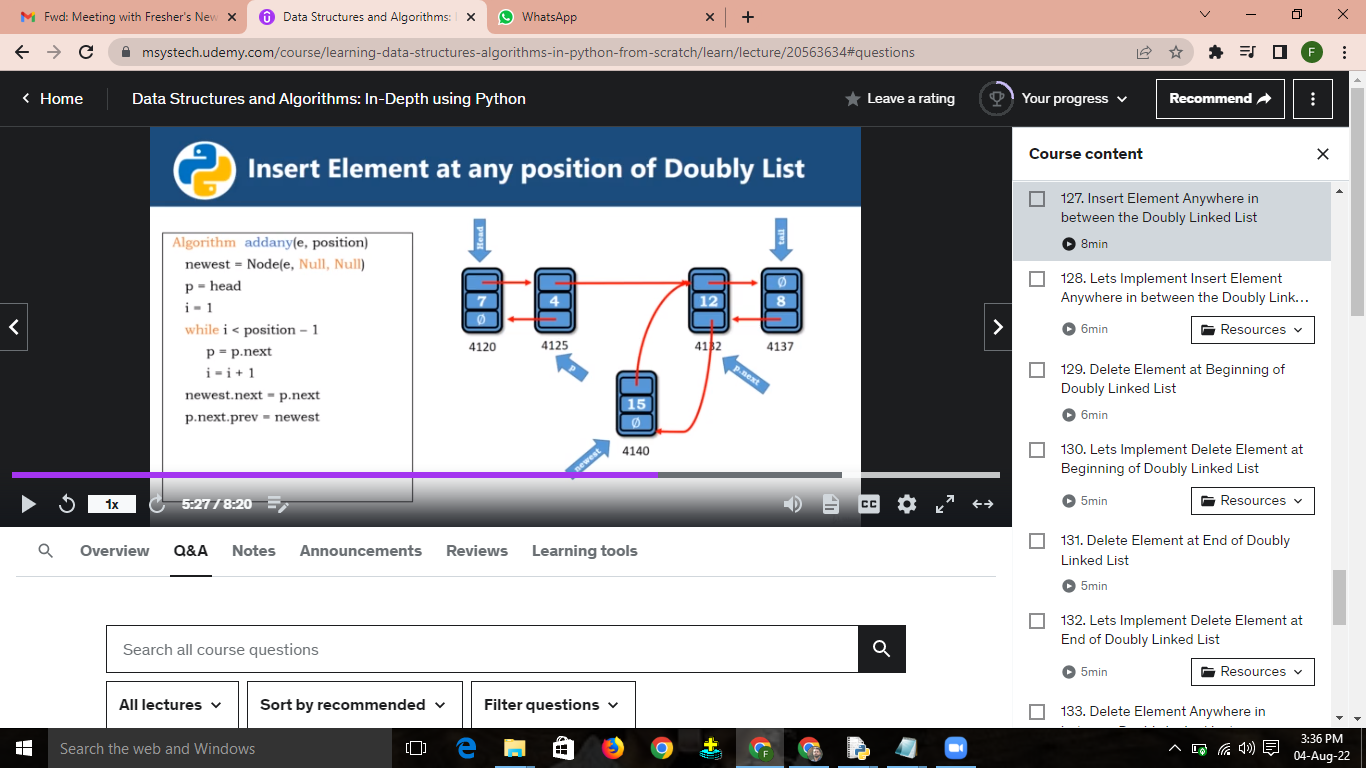 Fwd: Meeting with Fresher's New
Data Structures and Algorithms:
WhatsApp
msystech.udemy.com/course/learning-data-structures-algorithms-in-python-from-scratch/learn/lecture/20563634#questions
F
Home
Data Structures and Algorithms: In-Depth using Python
Leave a rating
Your progress
Recommend
Insert Element at any position of Doubly List
Algorithm addany(e, position)
newest = Node(e, Null, Null)
p = head
i = 1
while i < position – 1
p = p.next
i = i + 1
newest.next = p.next
p.next.prev = newest
Head
tail
7
Ø
4
12
Ø
8
4120
4125
4132
4137
p
p.next
15
Ø
newest
4140
1x
5:27 / 8:20
CC
Course content
127. Insert Element Anywhere in
between the Doubly Linked List
8min
128. Lets Implement Insert Element
Anywhere in between the Doubly Link...
6min
Resources
129. Delete Element at Beginning of
Doubly Linked List
6min
130. Lets Implement Delete Element at
Beginning of Doubly Linked List
5min
Resources
131. Delete Element at End of Doubly
Linked List
5min
132. Lets Implement Delete Element at
End of Doubly Linked List
5min
Resources
133. Delete Element Anywhere in
Overview
Q&A
Notes
Announcements
Reviews
Learning tools
Search all course questions
All lectures
Sort by recommended
Filter questions
Search the web and Windows
3:36 PM
04-Aug-22